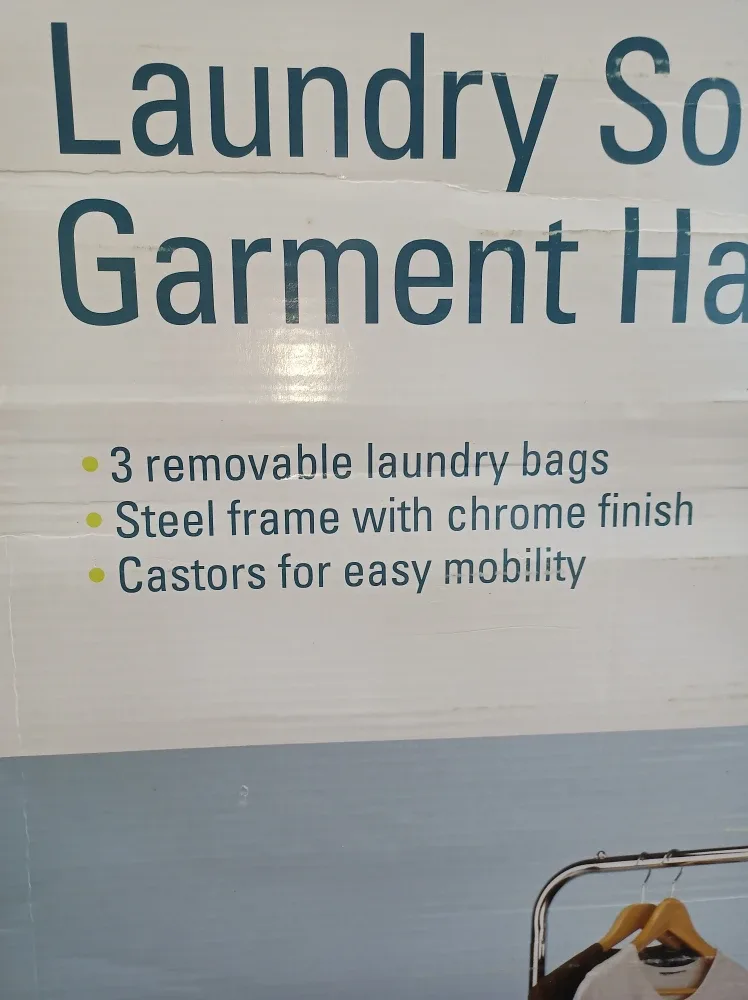 Laundry So
Garment Ha
• 3 removable laundry bags
• Steel frame with chrome finish
• Castors for easy mobility